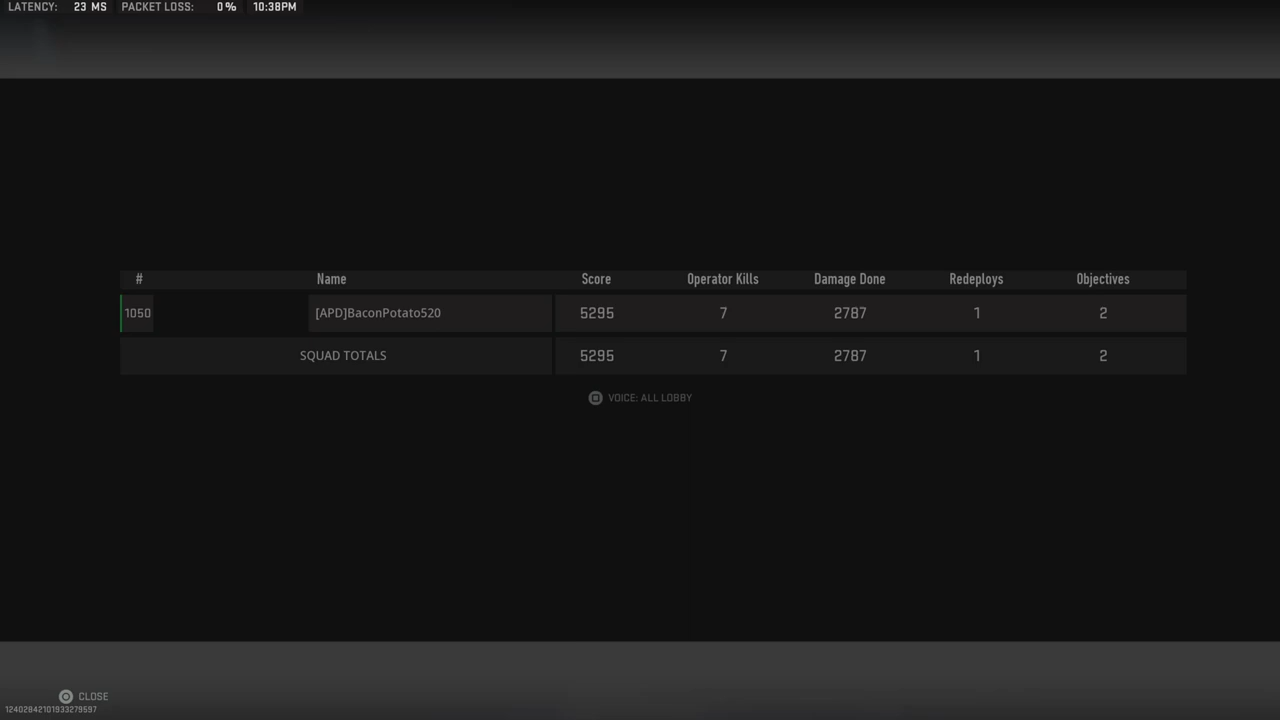 LATENCY: 23 MS PACKET LOSS: 0% 10:38PM
# Name Score Operator Kills Damage Done Redeploys Objectives
1050 [APD]BaconPotato520 5295 7 2787 1 2
SQUAD TOTALS 5295 7 2787 1 2
VOICE: ALL LOBBY
CLOSE
12402842101933279597